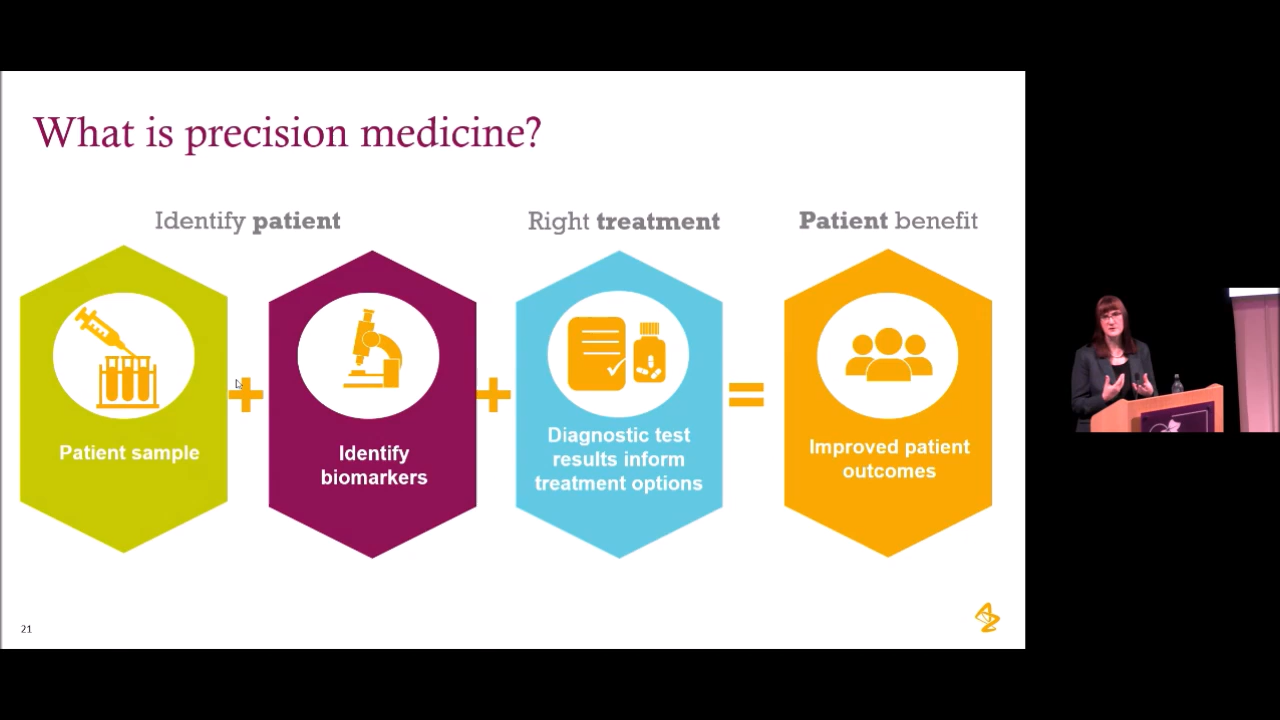 What is precision medicine?
Identify patient
Right treatment
Patient benefit
Patient sample
Identify
biomarkers
Diagnostic test
results inform
treatment options
Improved patient
outcomes
21